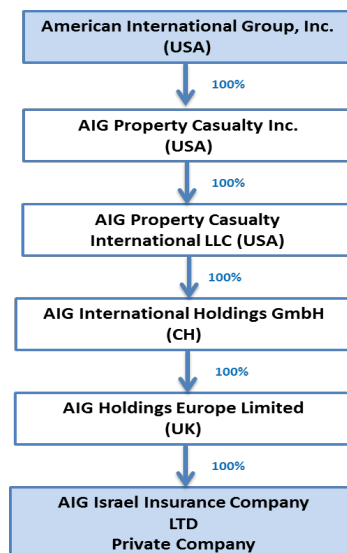 American International Group, Inc.
(USA)
100%
AIG Property Casualty Inc.
(USA)
100%
AIG Property Casualty
International LLC (USA)
100%
AIG International Holdings GmbH
(CH)
100%
AIG Holdings Europe Limited
(UK)
100%
AIG Israel Insurance Company
LTD
Private Company